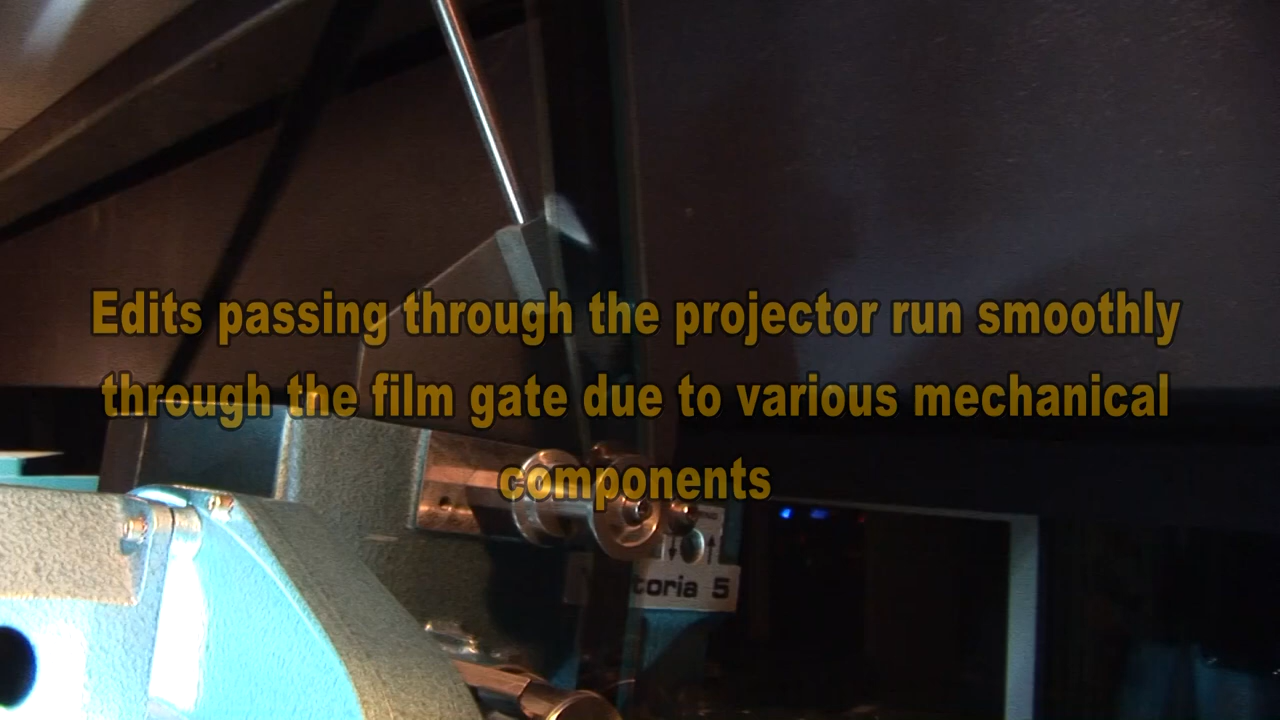 Edits passing through the projector run smoothly
through the film gate due to various mechanical
components
toria 5